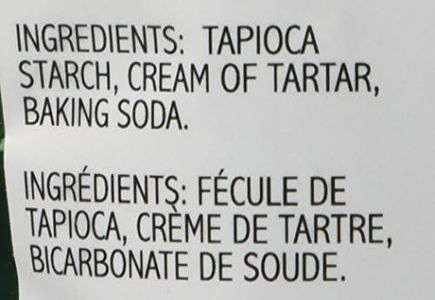 INGREDIENTS: TAPIOCA
STARCH, CREAM OF TARTAR,
BAKING SODA.
INGRÉDIENTS: FÉCULE DE
TAPIOCA, CRÈME DE TARTRE,
BICARBONATE DE SOUDE.